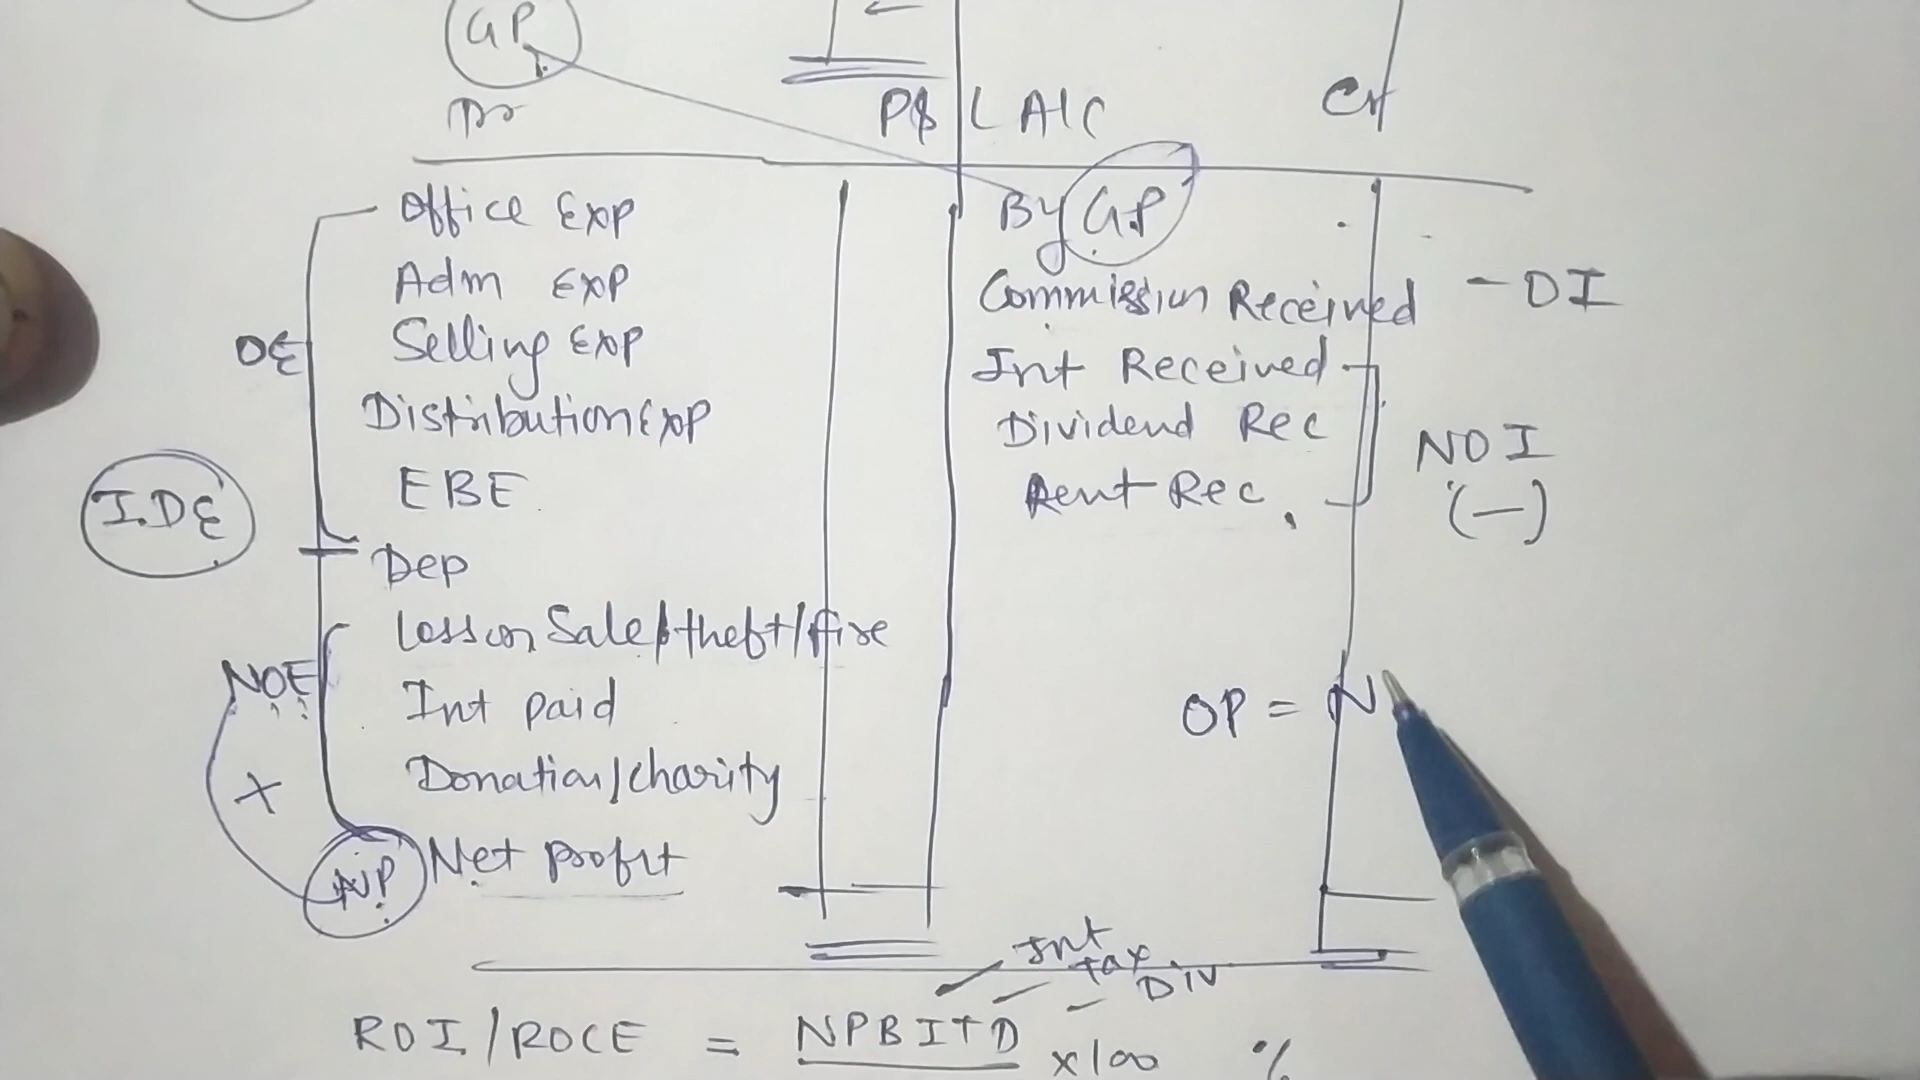 GP
Dr P&L A/C Cr
Office Exp By GP
Adm Exp Commission Received - DI
OE Selling Exp Int Received
Distribution Exp Dividend Rec NOI
I.DE EBE Rent Rec. (-)
Dep
Loss on Sale/theft/fire
NOE Int paid OP = N
X Donation/charity
NP Net profit
Int
tax
DIV
ROI/ROCE = NPBITD x100 %